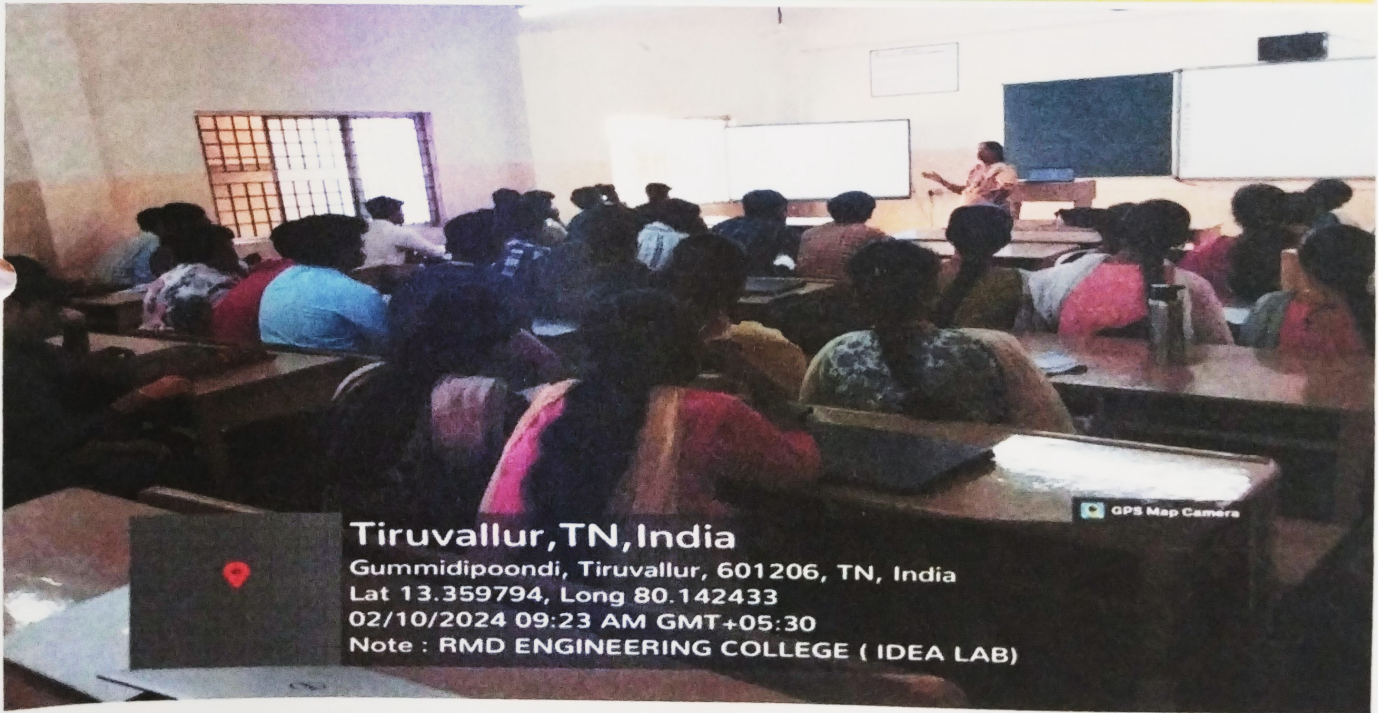 GPS Map Camera
Tiruvallur,TN,India
Gummidipoondi, Tiruvallur, 601206, TN, India
Lat 13.359794, Long 80.142433
02/10/2024 09:23 AM GMT+05:30
Note : RMD ENGINEERING COLLEGE ( IDEA LAB)